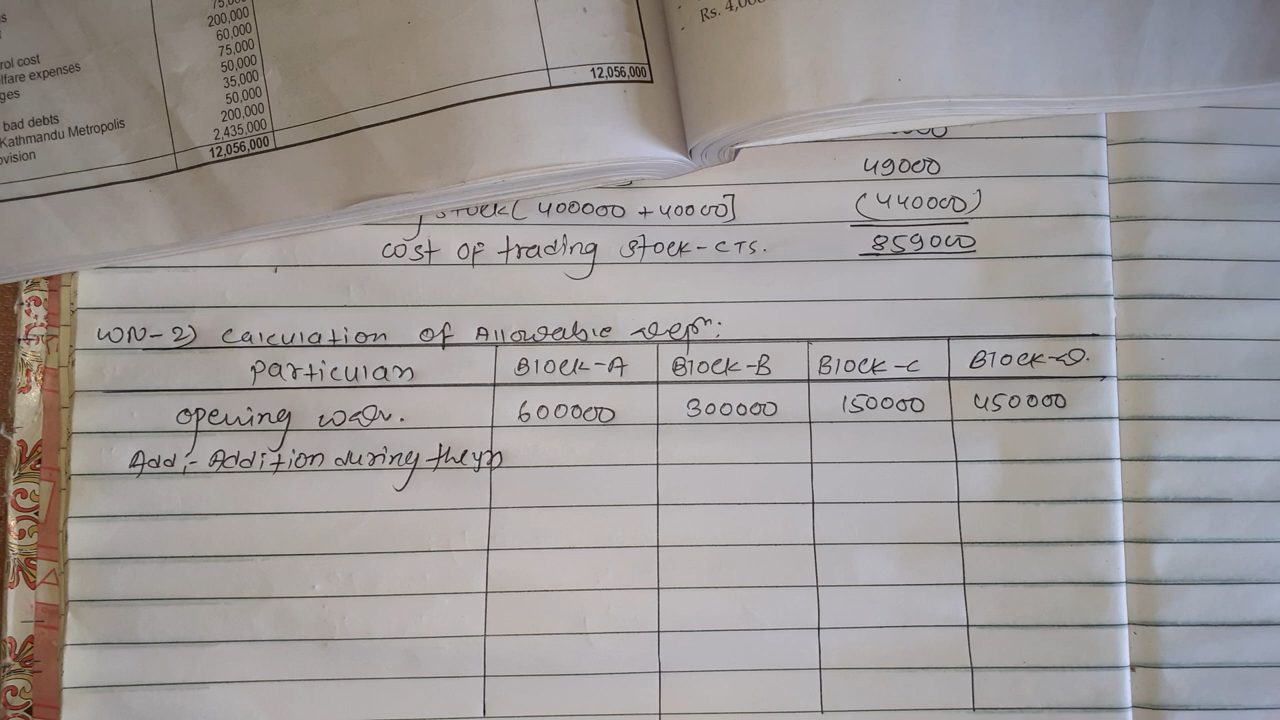 75,000
200,000
60,000
rol cost 75,000
lfare expenses 50,000
ges 35,000
50,000
bad debts 200,000
Kathmandu Metropolis 2,435,000
ovision 12,056,000
12,056,000
Rs. 4,00
49000
stock [400000 + 40000] (440000)
cost of trading stock - CTS. 859000
WN-2) Calculation of Allowable depn:
Particulars Block-A Block-B Block-C Block-D.
Opening WDV. 600000 300000 150000 450000
Add:- Addition during the yr